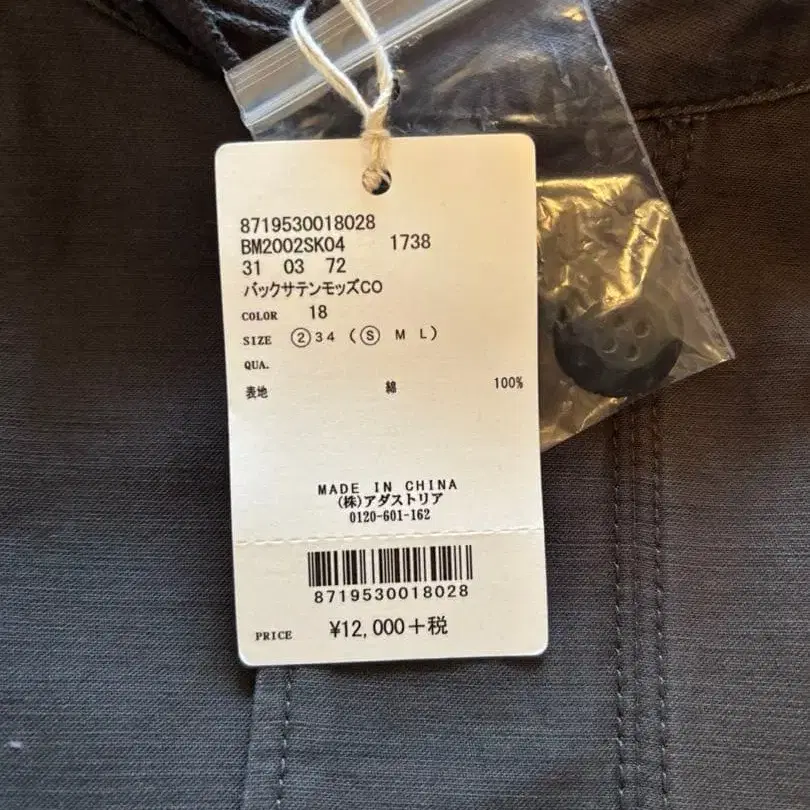 8719530018028
BM2002SK04 1738
31 03 72
バックサテンモッズCO
COLOR 18
SIZE ②34 (Ⓢ M L)
QUA.
表地 綿 100%
MADE IN CHINA
(株)アダストリア
0120-601-162
8719530018028
PRICE ¥12,000+税